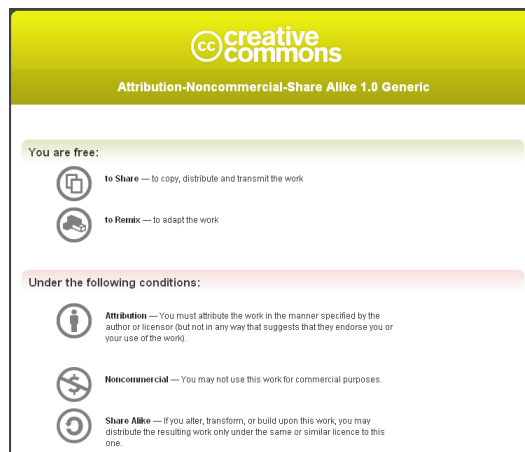 cc creative
commons
Attribution-Noncommercial-Share Alike 1.0 Generic
You are free:
to Share — to copy, distribute and transmit the work
to Remix — to adapt the work
Under the following conditions:
Attribution — You must attribute the work in the manner specified by the
author or licensor (but not in any way that suggests that they endorse you or
your use of the work).
Noncommercial — You may not use this work for commercial purposes.
Share Alike — If you alter, transform, or build upon this work, you may
distribute the resulting work only under the same or similar licence to this
one.